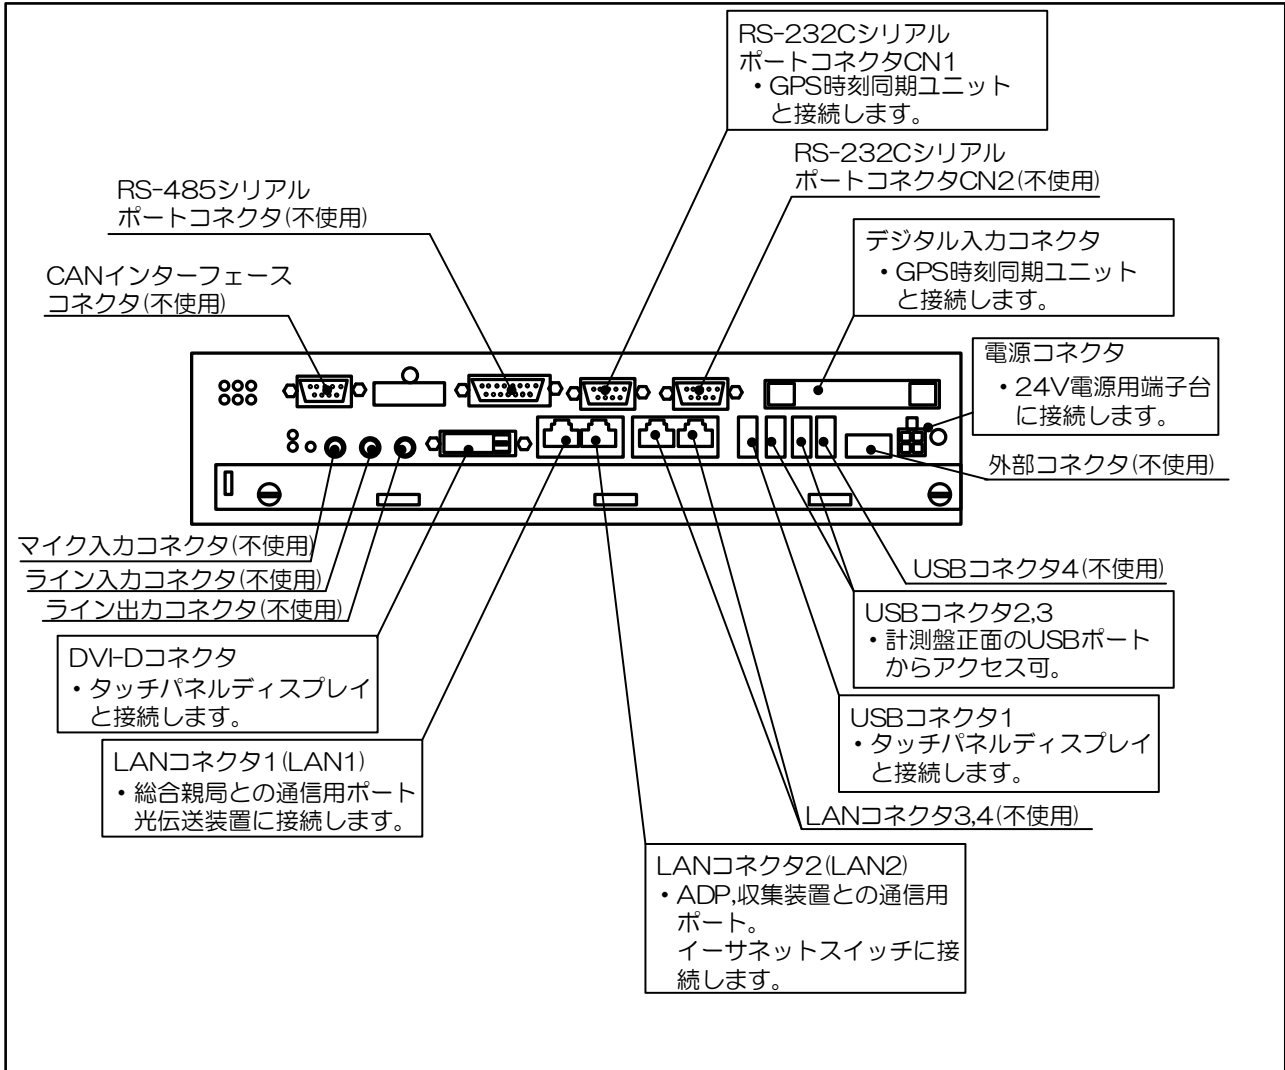 RS-232Cシリアル
ポートコネクタCN1
・GPS時刻同期ユニット
と接続します。
RS-232Cシリアル
ポートコネクタCN2(不使用)
RS-485シリアル
ポートコネクタ(不使用)
デジタル入力コネクタ
・GPS時刻同期ユニット
と接続します。
CANインターフェース
コネクタ(不使用)
電源コネクタ
・24V電源用端子台
に接続します。
外部コネクタ(不使用)
マイク入力コネクタ(不使用)
ライン入力コネクタ(不使用)
ライン出力コネクタ(不使用)
USBコネクタ4(不使用)
USBコネクタ2,3
・計測盤正面のUSBポート
からアクセス可。
DVI-Dコネクタ
・タッチパネルディスプレイ
と接続します。
USBコネクタ1
・タッチパネルディスプレイ
と接続します。
LANコネクタ1(LAN1)
・総合親局との通信用ポート
光伝送装置に接続します。
LANコネクタ3,4(不使用)
LANコネクタ2(LAN2)
・ADP,収集装置との通信用
ポート。
イーサネットスイッチに接
続します。